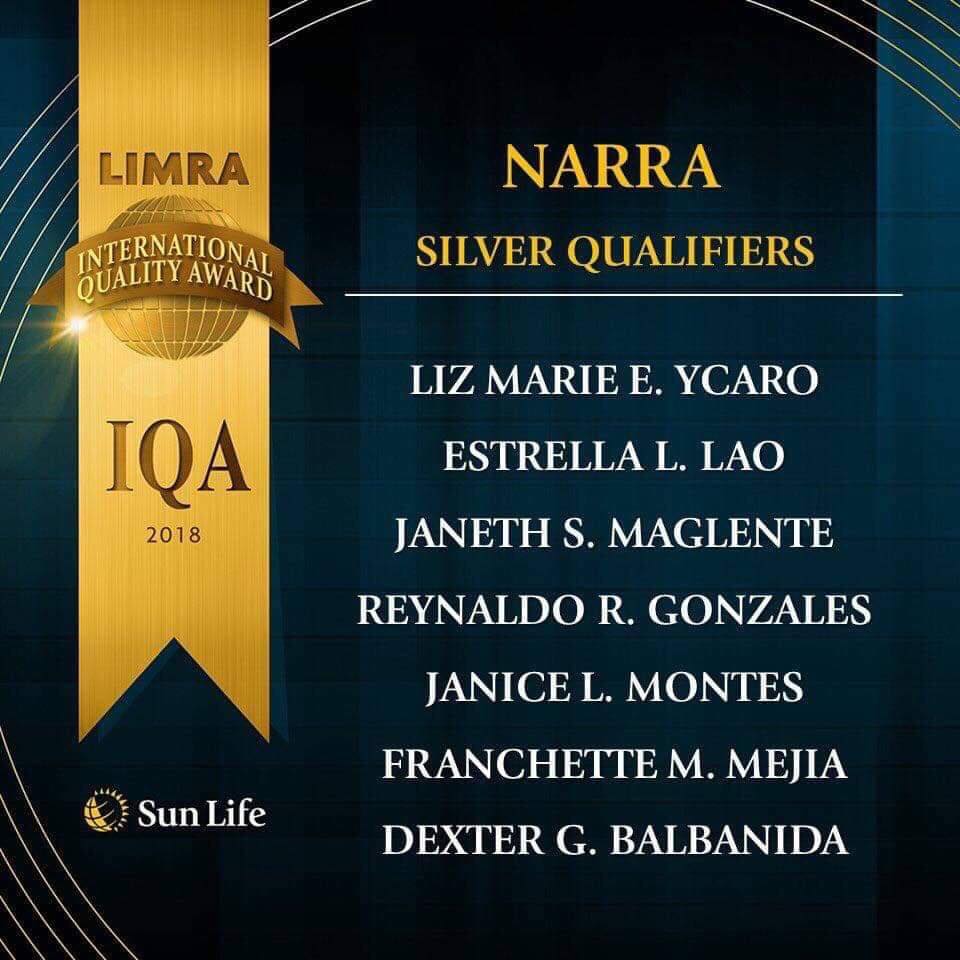 LIMRA
INTERNATIONAL
QUALITY AWARD
IQA
2018
Sun Life
NARRA
SILVER QUALIFIERS
LIZ MARIE E. YCARO
ESTRELLA L. LAO
JANETH S. MAGLENTE
REYNALDO R. GONZALES
JANICE L. MONTES
FRANCHETTE M. MEJIA
DEXTER G. BALBANIDA